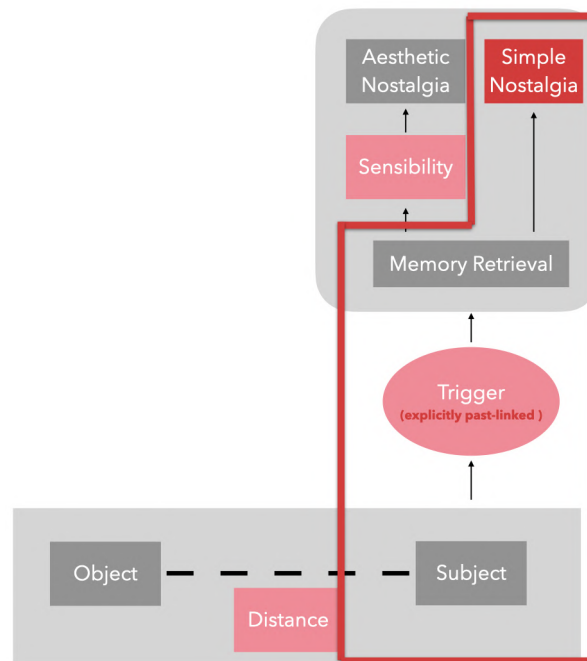 Aesthetic
Nostalgia
Simple
Nostalgia
Sensibility
Memory Retrieval
Trigger
(explicitly past-linked )
Object
Subject
Distance